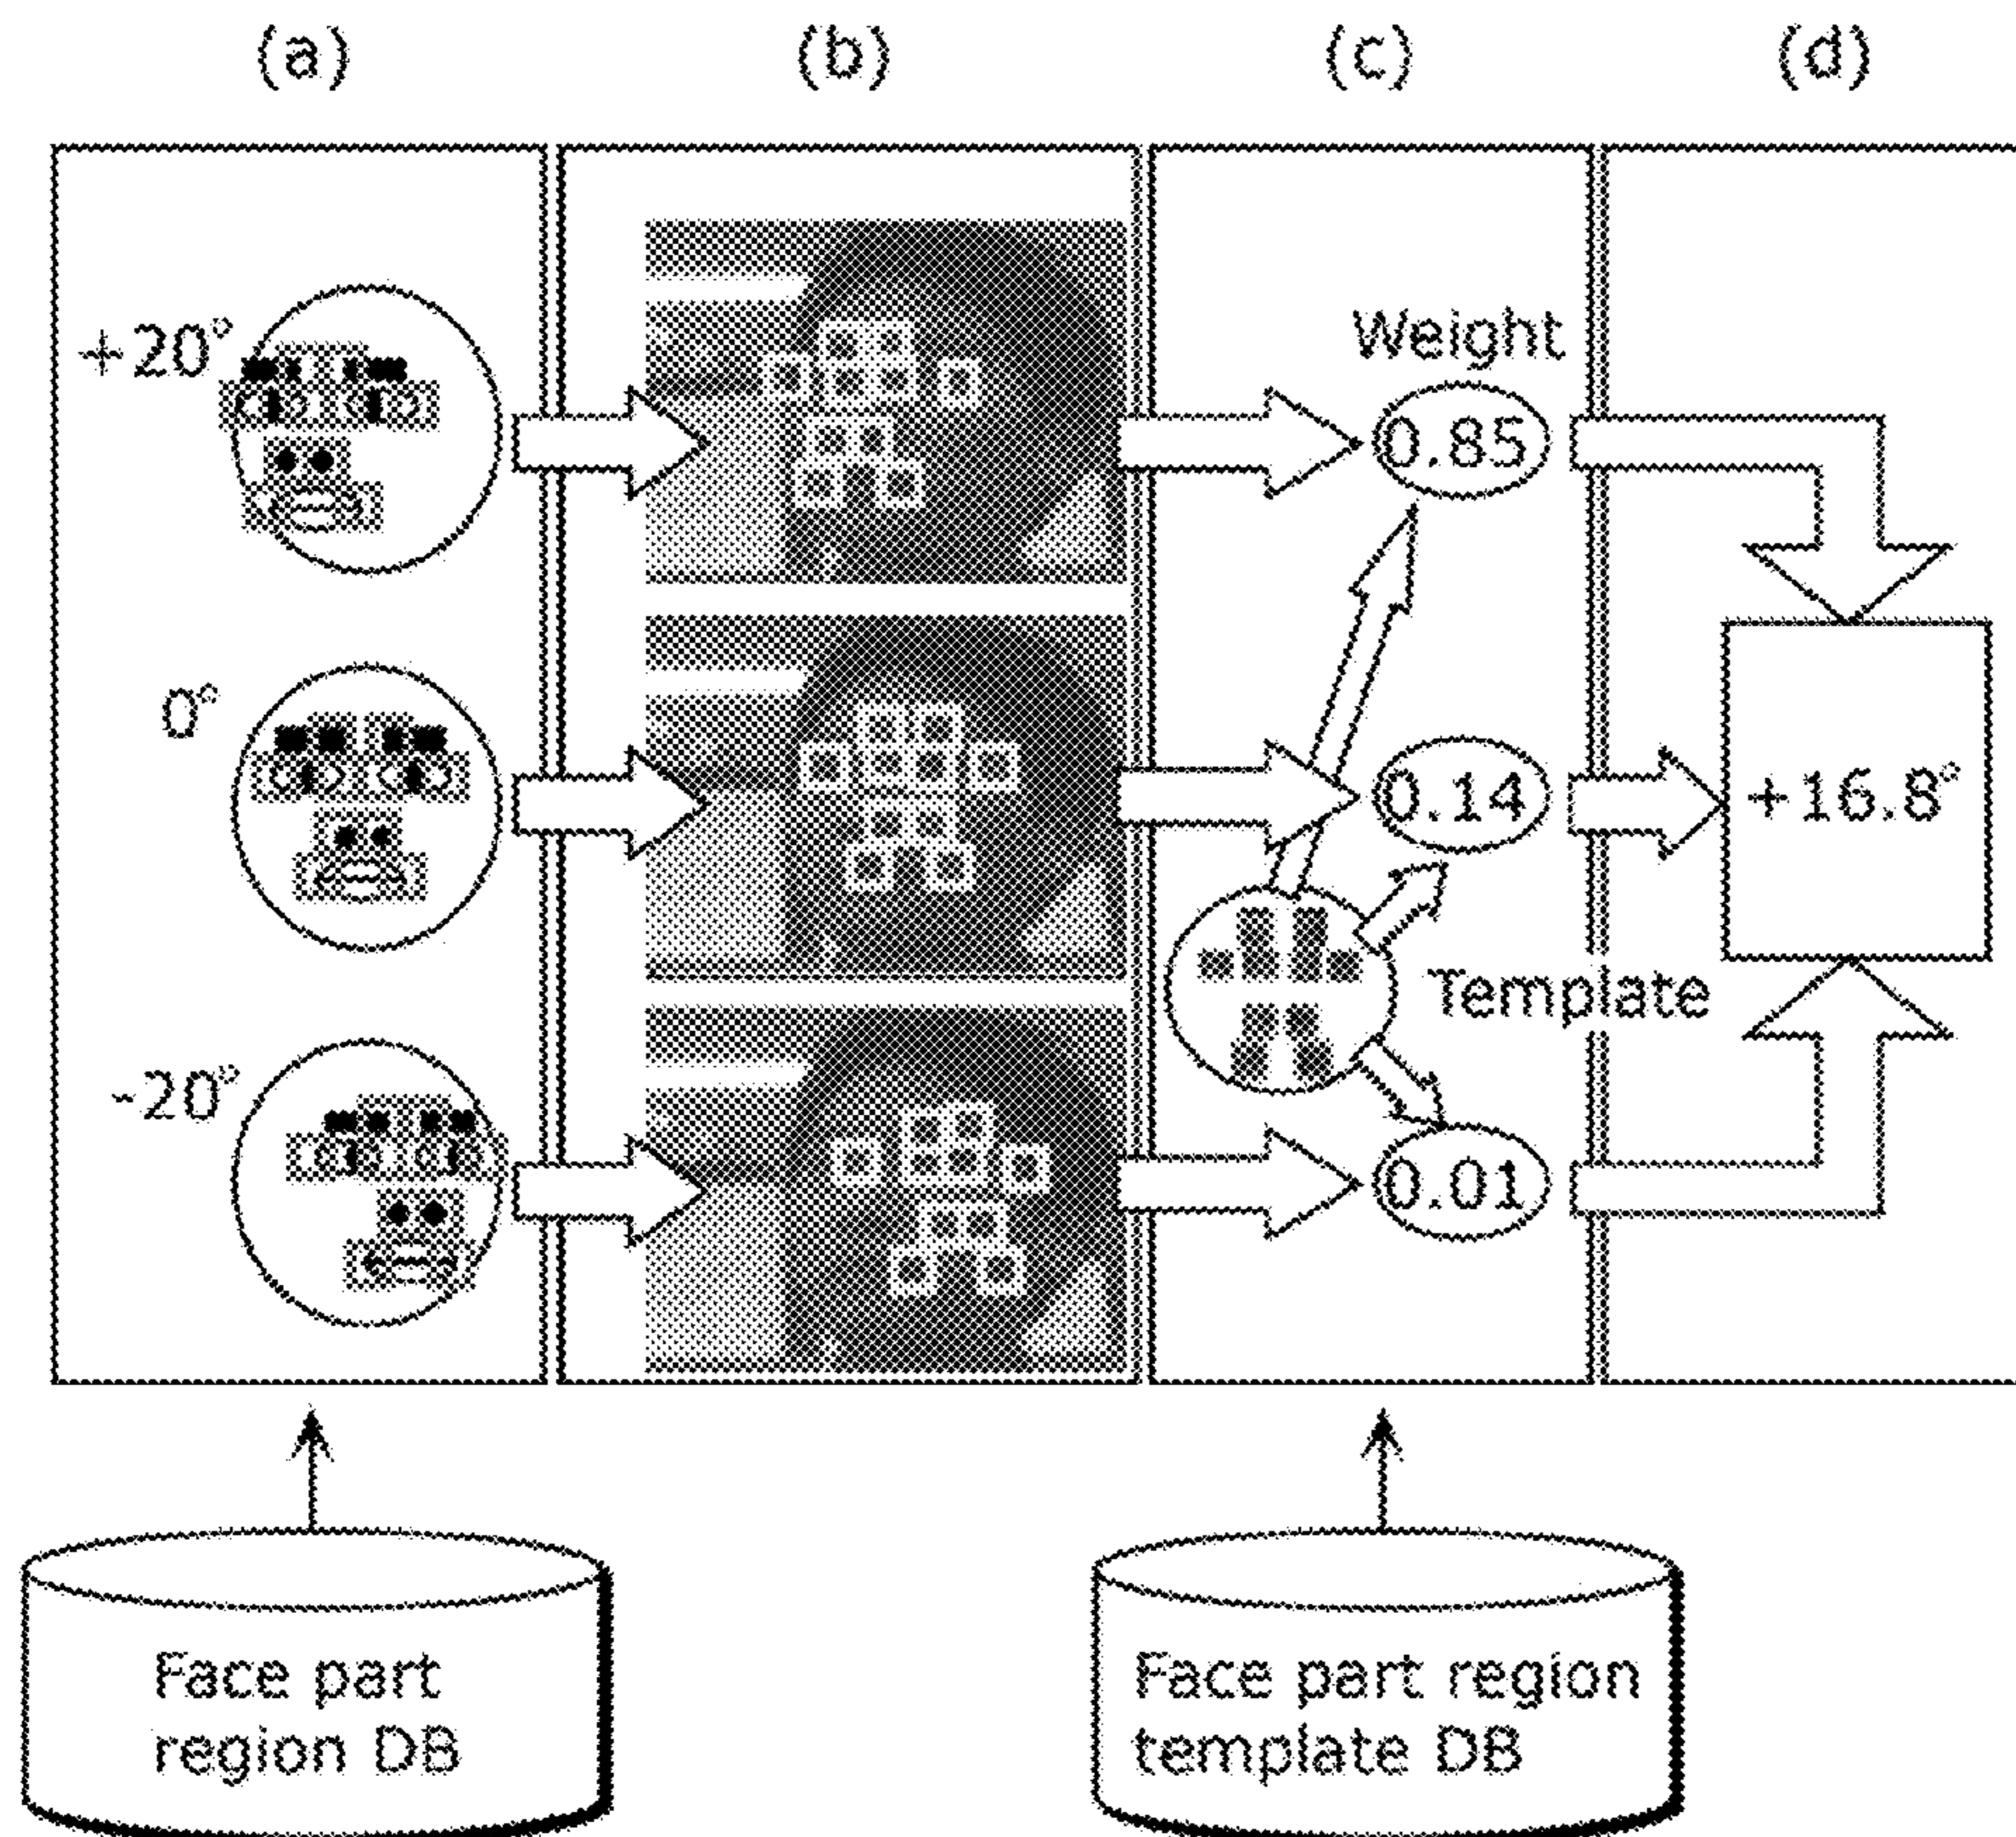 (a) (b) (c) (d)
+20°
Weight
0.85
0°
0.14
+16.8°
Template
-20°
0.01
Face part
region DB
Face part region
template DB